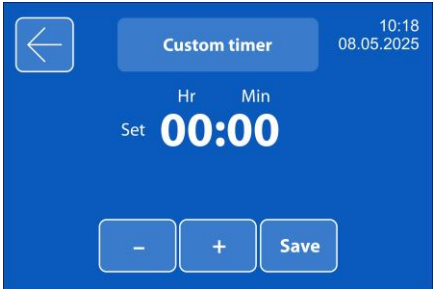 Custom timer
10:18
08.05.2025
Hr Min
Set 00:00
– + Save